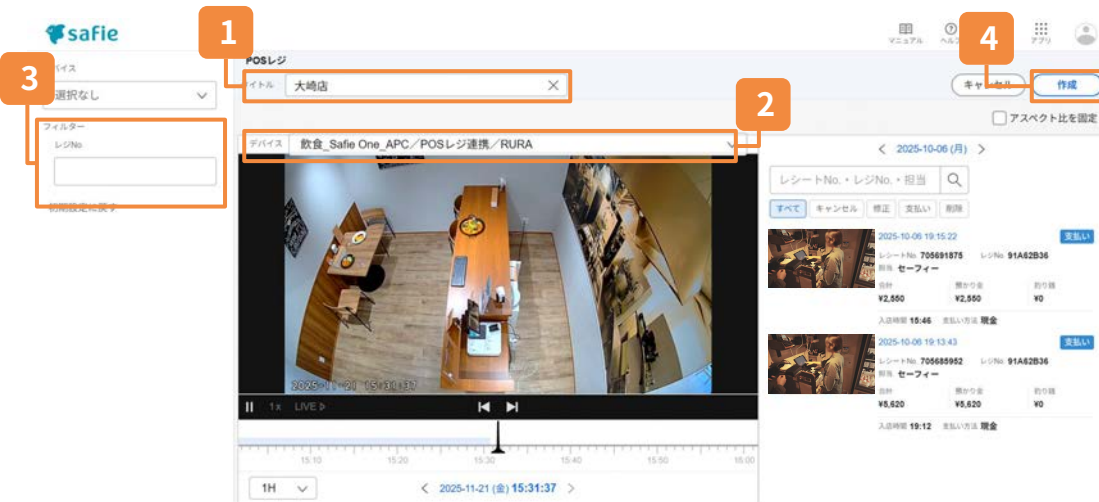 safie
1
マニュアル
4
アプリ
3
選択なし
POSレジ
タイトル 大崎店
キャンセル
作成
2
フィルター
レジNo.
アスペクト比を固定
デバイス 飲食_Safie One_APC／POSレジ連携／RURA
2025-10-06 (月)
レシートNo.・レジNo.・担当
すべて キャンセル 修正 支払い 削除
初期設定に戻す
2025-10-06 19:15:22 支払い
レシートNo. 705691875 レジNo. 91A62B36
担当 セーフィー
合計 預かり金 釣り銭
¥2,550 ¥2,550 ¥0
入店時間 15:46 支払い方法 現金
2025-10-06 19:13:43 支払い
レシートNo. 705685952 レジNo. 91A62B36
担当 セーフィー
合計 預かり金 釣り銭
¥5,620 ¥5,620 ¥0
入店時間 19:12 支払い方法 現金
2025-11-21 15:31:37
1x LIVE
15:10 15:20 15:30 15:40 15:50 16:00
1H
2025-11-21 (金) 15:31:37